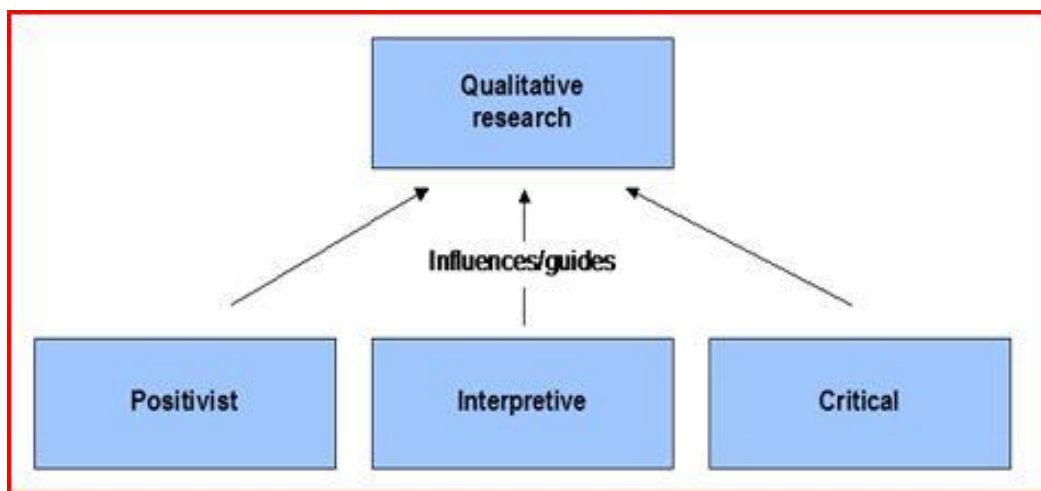 Qualitative
research
Influences/guides
Positivist
Interpretive
Critical